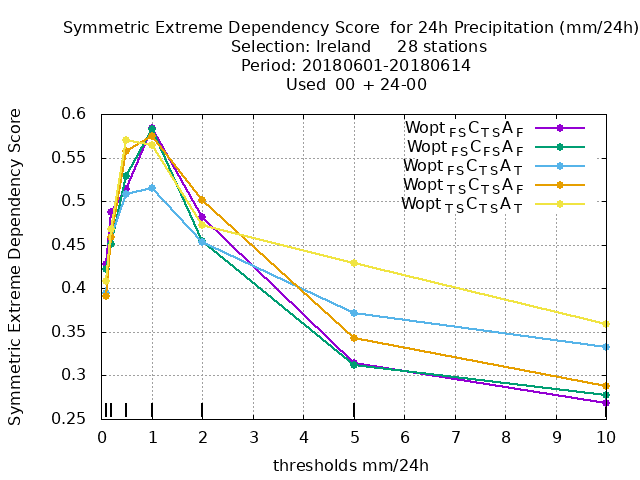 Symmetric Extreme Dependency Score  for 24h Precipitation (mm/24h)
Selection: Ireland     28 stations
Period: 20180601-20180614
Used  00  + 24-00
Symmetric Extreme Dependency Score
0.6
0.55
0.5
0.45
0.4
0.35
0.3
0.25
Wopt FS C TS A F
Wopt FS C FS A F
Wopt FS C TS A T
Wopt TS C TS A F
Wopt TS C TS A T
0 1 2 3 4 5 6 7 8 9 10
thresholds mm/24h